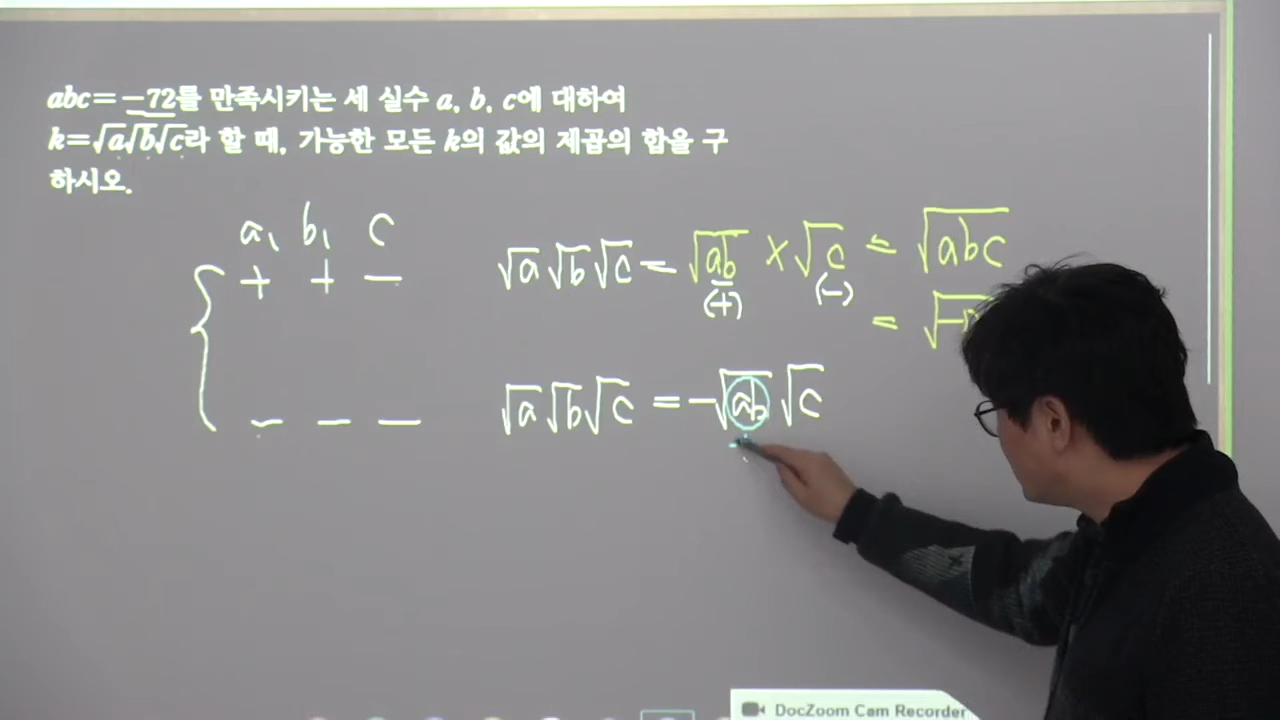 abc=-72를 만족시키는 세 실수 a, b, c에 대하여
k=√a√b√c라 할 때, 가능한 모든 k의 값의 제곱의 합을 구
하시오.
a, b, c
+ + -
√a √b √c = √ab × √c = √abc
(+) (-)
= √-
- - -
√a √b √c = -√ab √c
DocZoom Cam Recorder